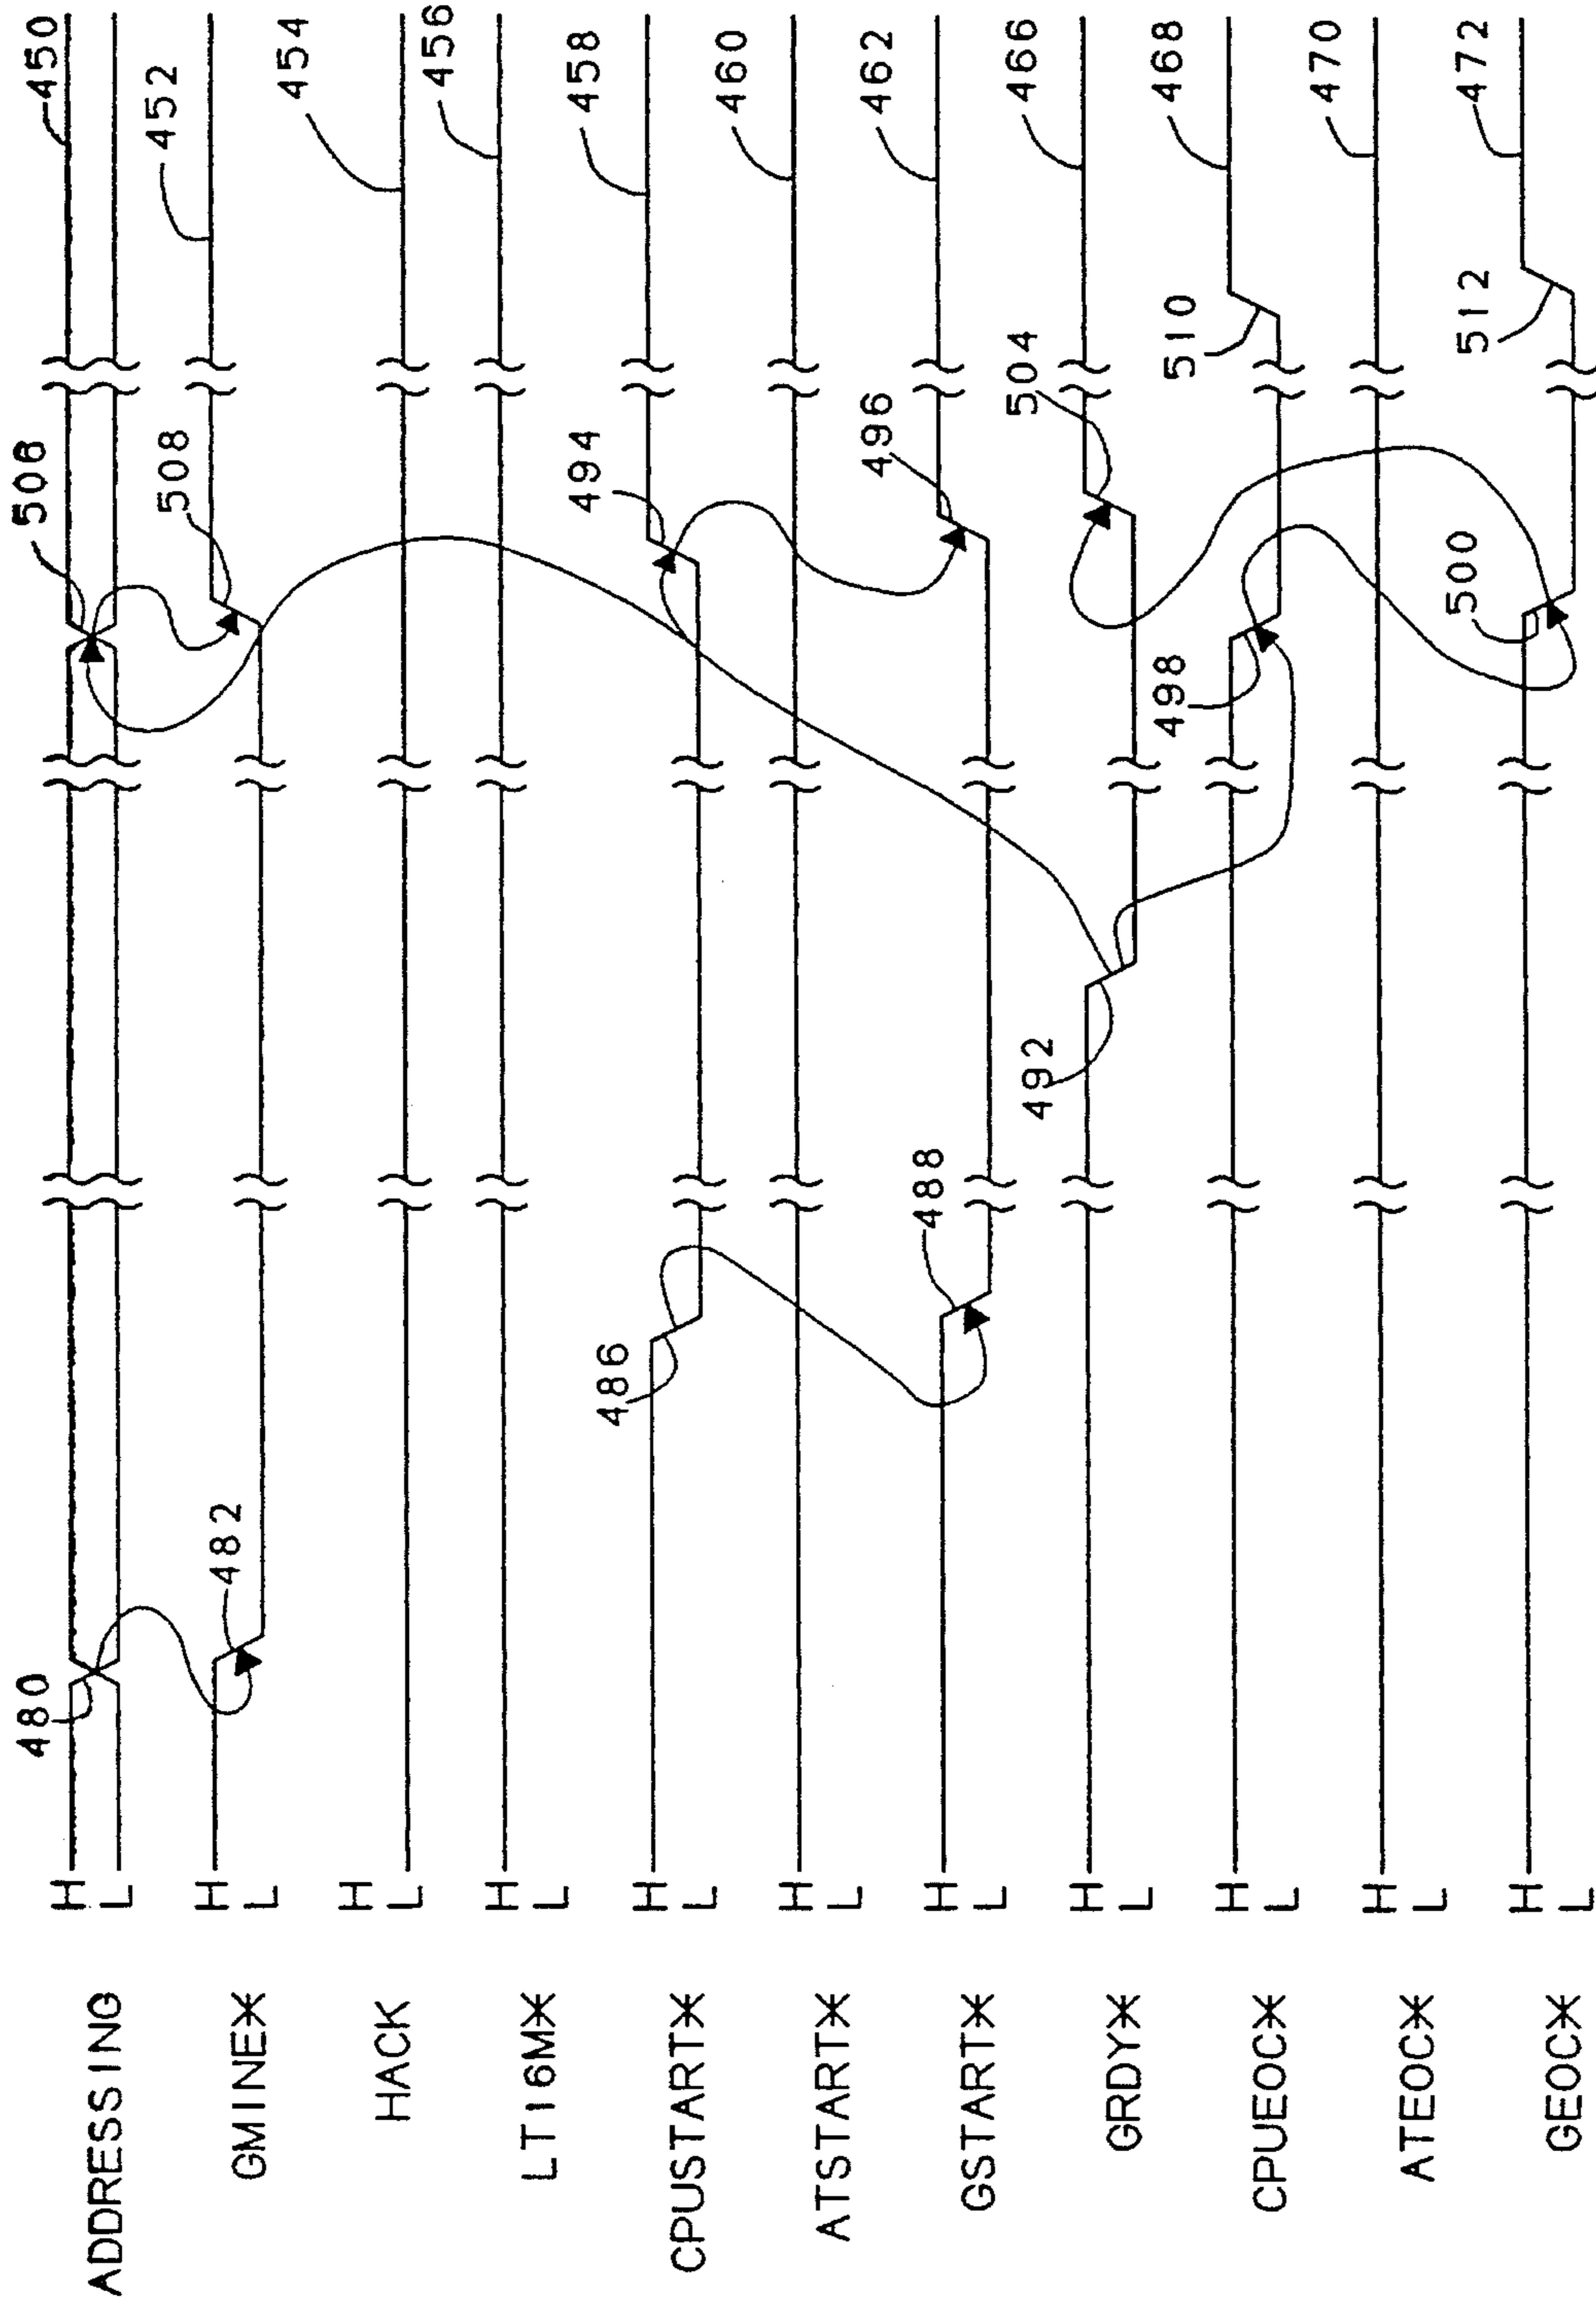 480 506
ADDRESSING H L 450
GMINE* H L 482 508 452
HACK H L 454
LT16M* H L 456
CPUSTART* H L 486 494 458
ATSTART* H L 460
GSTART* H L 488 496 462
GRDY* H L 492 504 466
CPUEOC* H L 498 510 468
ATEOC* H L 470
GEOC* H L 500 512 472